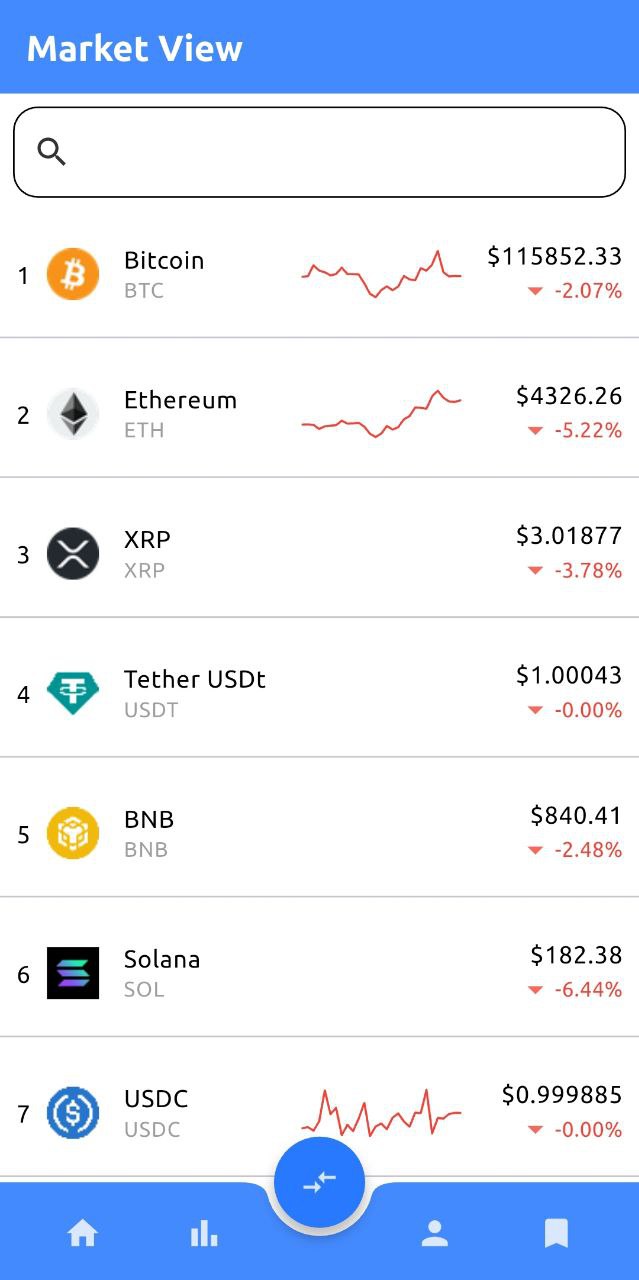 Market View
1 Bitcoin $115852.33
BTC -2.07%
2 Ethereum $4326.26
ETH -5.22%
3 XRP $3.01877
XRP -3.78%
4 Tether USDt $1.00043
USDT -0.00%
5 BNB $840.41
BNB -2.48%
6 Solana $182.38
SOL -6.44%
7 USDC $0.999885
USDC -0.00%